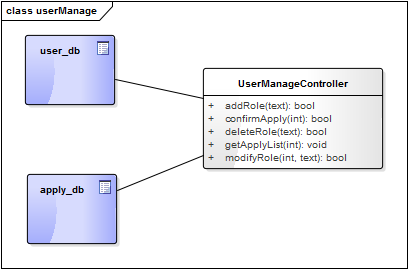 class userManage
user_db
UserManageController
+ addRole(text): bool
+ confirmApply(int): bool
+ deleteRole(text): bool
+ getApplyList(int): void
+ modifyRole(int, text): bool
apply_db